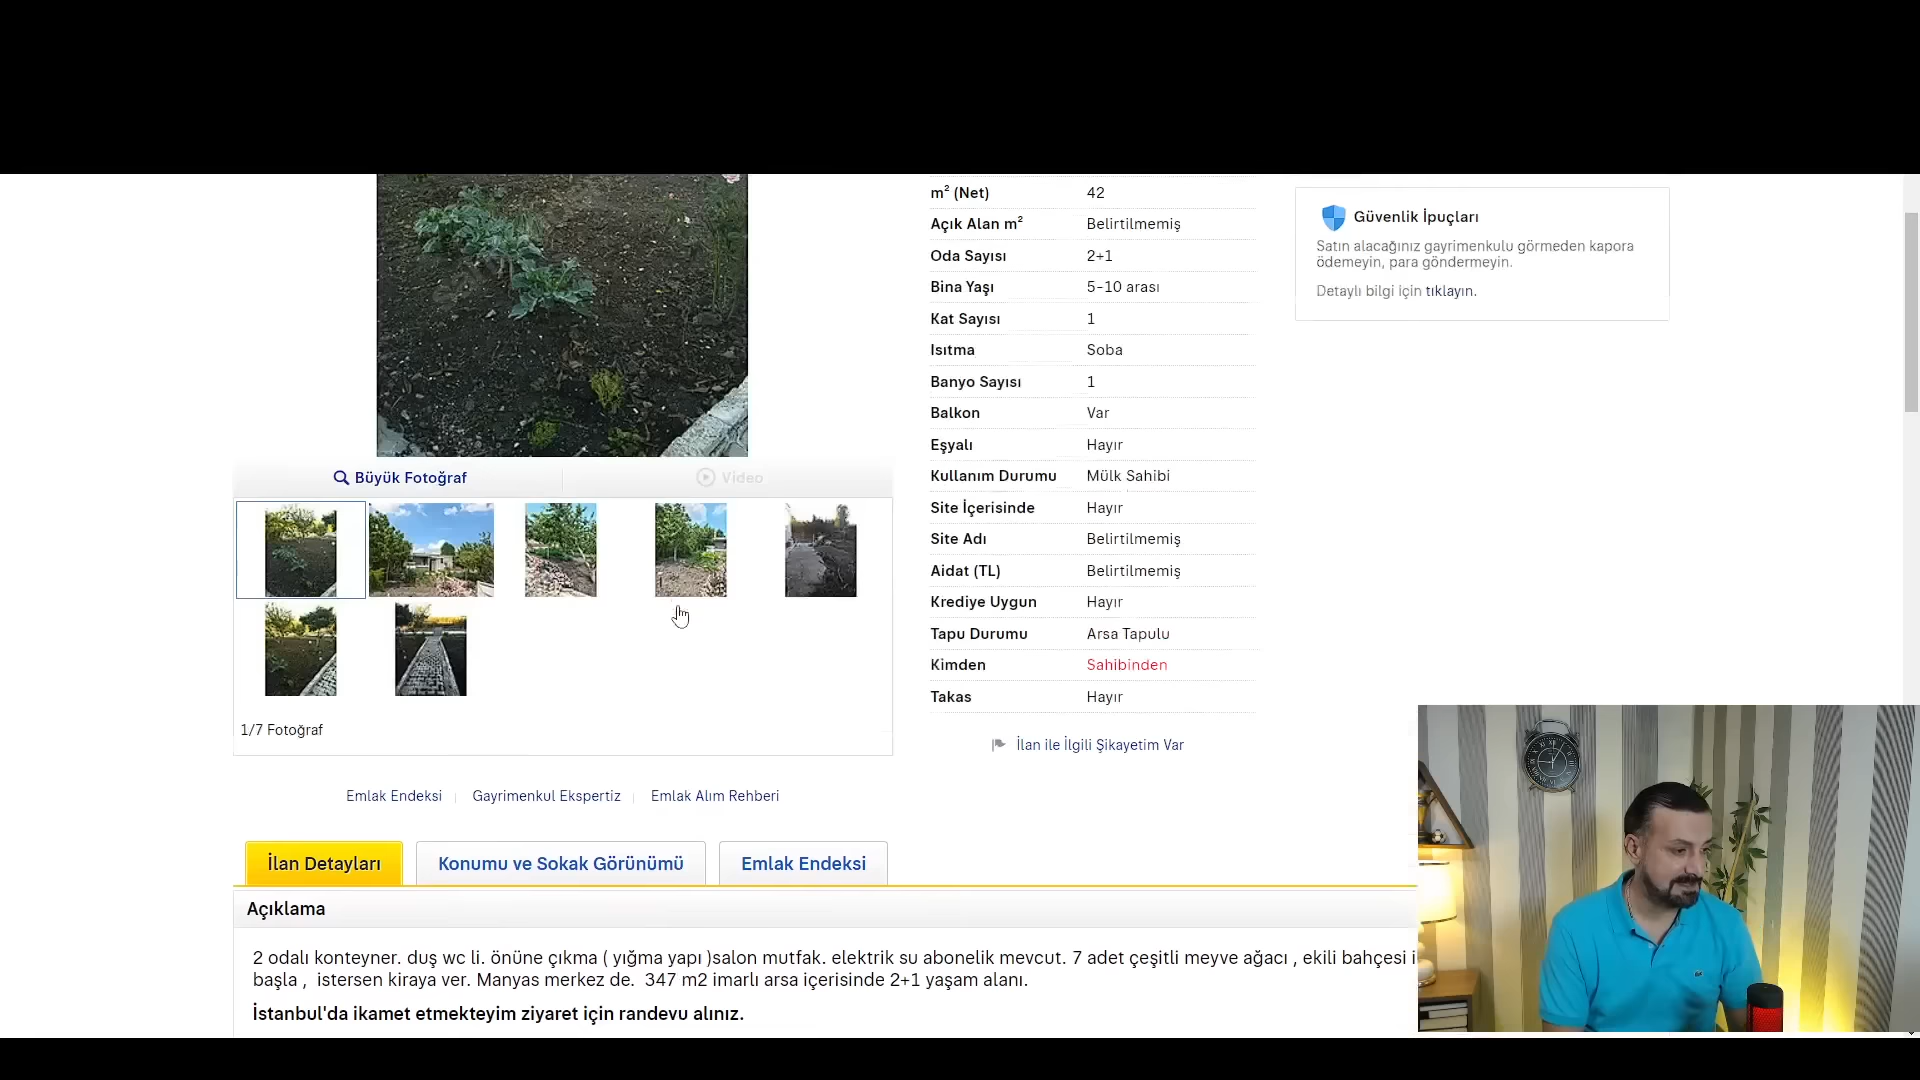 m² (Net) 42
Açık Alan m² Belirtilmemiş
Oda Sayısı 2+1
Bina Yaşı 5-10 arası
Kat Sayısı 1
Isıtma Soba
Banyo Sayısı 1
Balkon Var
Eşyalı Hayır
Kullanım Durumu Mülk Sahibi
Site İçerisinde Hayır
Site Adı Belirtilmemiş
Aidat (TL) Belirtilmemiş
Krediye Uygun Hayır
Tapu Durumu Arsa Tapulu
Kimden Sahibinden
Takas Hayır
İlan ile İlgili Şikayetim Var
Güvenlik İpuçları
Satın alacağınız gayrimenkulu görmeden kapora
ödemeyin, para göndermeyin.
Detaylı bilgi için tıklayın.
Büyük Fotoğraf Video
1/7 Fotoğraf
Emlak Endeksi Gayrimenkul Ekspertiz Emlak Alım Rehberi
İlan Detayları Konumu ve Sokak Görünümü Emlak Endeksi
Açıklama
2 odalı konteyner. duş wc li. önüne çıkma ( yığma yapı )salon mutfak. elektrik su abonelik mevcut. 7 adet çeşitli meyve ağacı , ekili bahçesi
başla , istersen kiraya ver. Manyas merkez de. 347 m2 imarlı arsa içerisinde 2+1 yaşam alanı.
İstanbul'da ikamet etmekteyim ziyaret için randevu alınız.